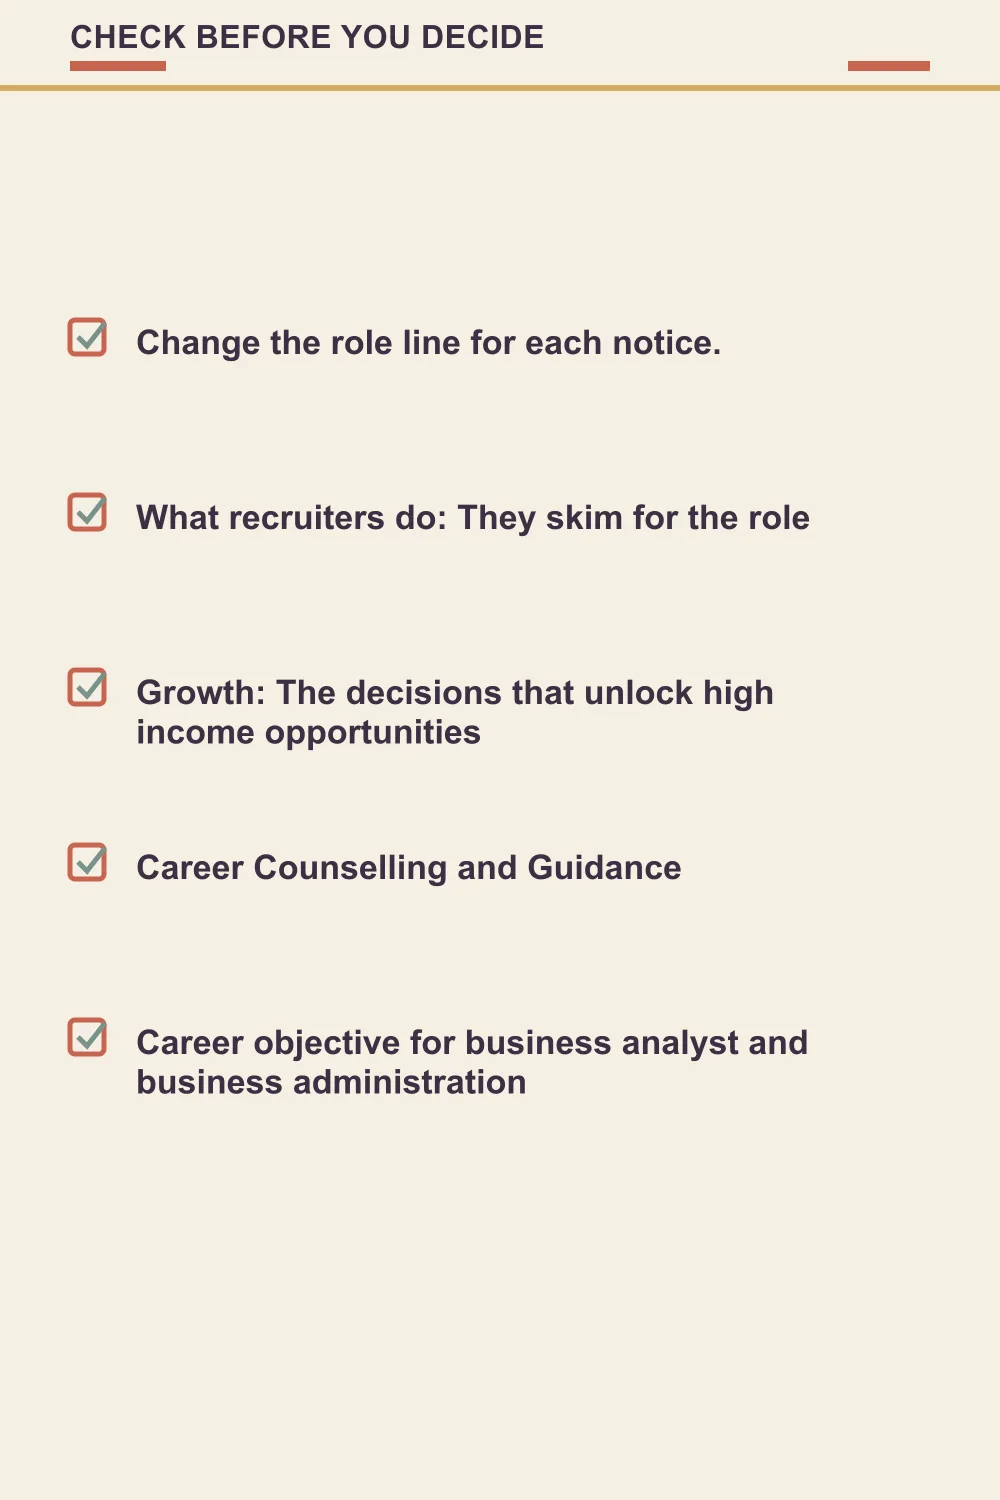 CHECK BEFORE YOU DECIDE
Change the role line for each notice.
What recruiters do: They skim for the role
Growth: The decisions that unlock high
income opportunities
Career Counselling and Guidance
Career objective for business analyst and
business administration